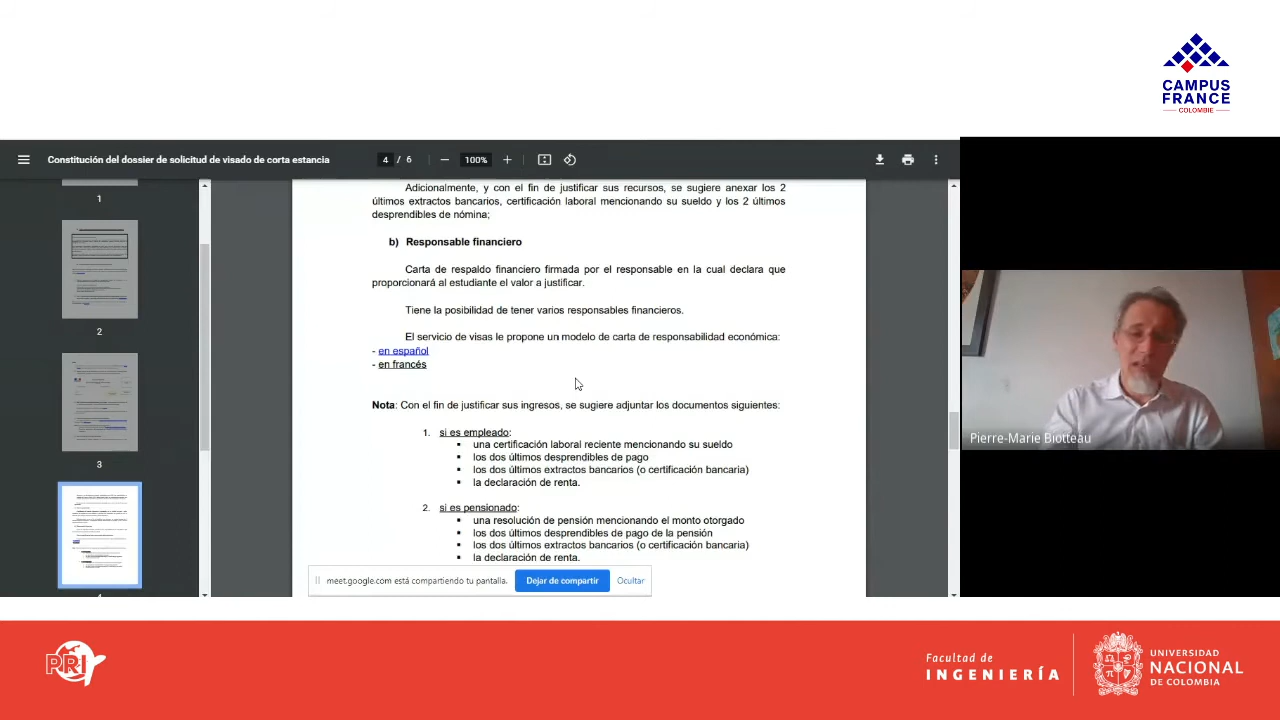 CAMPUS
FRANCE
COLOMBIE
Constitución del dossier de solicitud de visado de corta estancia
4 / 6
100%
1
2
3
Adicionalmente, y con el fin de justificar sus recursos, se sugiere anexar los 2
últimos extractos bancarios, certificación laboral mencionando su sueldo y los 2 últimos
desprendibles de nómina;
b) Responsable financiero
Carta de respaldo financiero firmada por el responsable en la cual declara que
proporcionará al estudiante el valor a justificar.
Tiene la posibilidad de tener varios responsables financieros.
El servicio de visas le propone un modelo de carta de responsabilidad económica:
- en español
- en francés
Nota: Con el fin de justificar sus ingresos, se sugiere adjuntar los documentos siguientes:
1. si es empleado:
▪ una certificación laboral reciente mencionando su sueldo
▪ los dos últimos desprendibles de pago
▪ los dos últimos extractos bancarios (o certificación bancaria)
▪ la declaración de renta.
2. si es pensionado:
▪ una resolución de pensión mencionando el monto otorgado
▪ los dos últimos desprendibles de pago de la pensión
▪ los dos últimos extractos bancarios (o certificación bancaria)
▪ la declaración de renta.
meet.google.com está compartiendo tu pantalla.
Dejar de compartir
Ocultar
Pierre-Marie Biotteau
PRI
Facultad de
INGENIERÍA
UNIVERSIDAD
NACIONAL
DE COLOMBIA